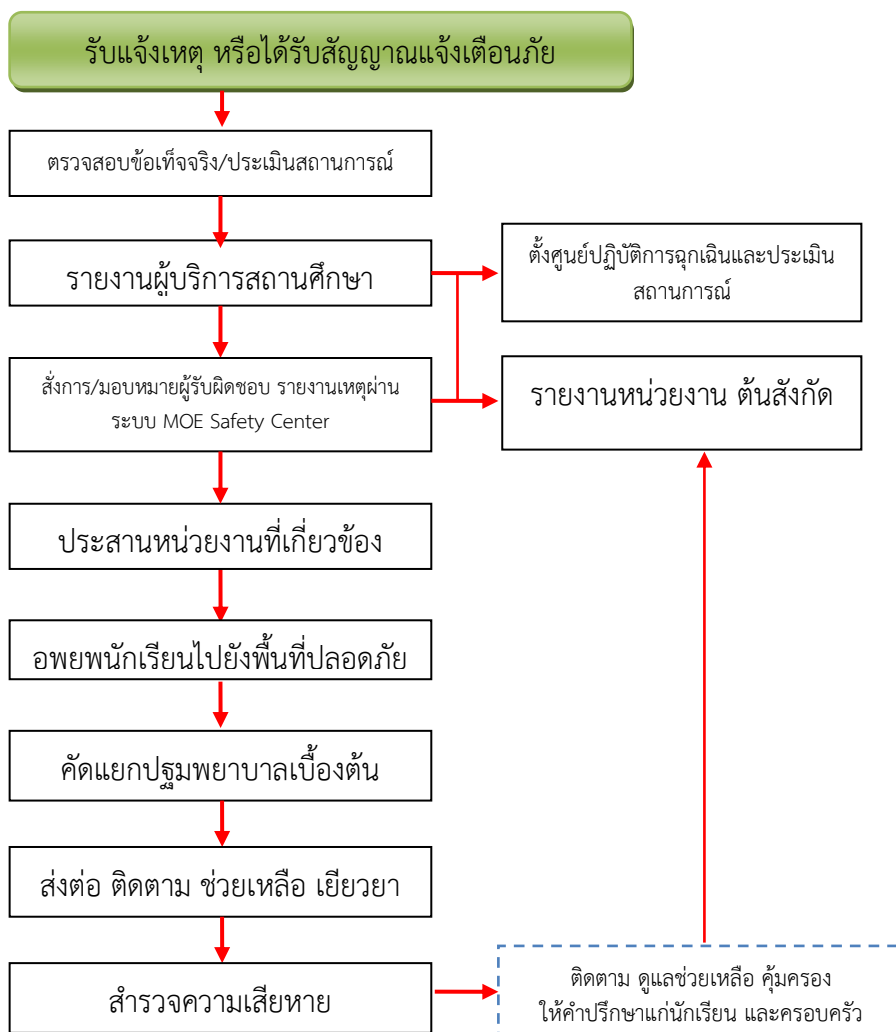 รับแจ้งเหตุ หรือได้รับสัญญาณแจ้งเตือนภัย
ตรวจสอบข้อเท็จจริง/ประเมินสถานการณ์
รายงานผู้บริการสถานศึกษา
ตั้งศูนย์ปฏิบัติการฉุกเฉินและประเมิน
สถานการณ์
สั่งการ/มอบหมายผู้รับผิดชอบ รายงานเหตุผ่าน
ระบบ MOE Safety Center
รายงานหน่วยงาน ต้นสังกัด
ประสานหน่วยงานที่เกี่ยวข้อง
อพยพนักเรียนไปยังพื้นที่ปลอดภัย
คัดแยกปฐมพยาบาลเบื้องต้น
ส่งต่อ ติดตาม ช่วยเหลือ เยียวยา
สำรวจความเสียหาย
ติดตาม ดูแลช่วยเหลือ คุ้มครอง
ให้คำปรึกษาแก่นักเรียน และครอบครัว